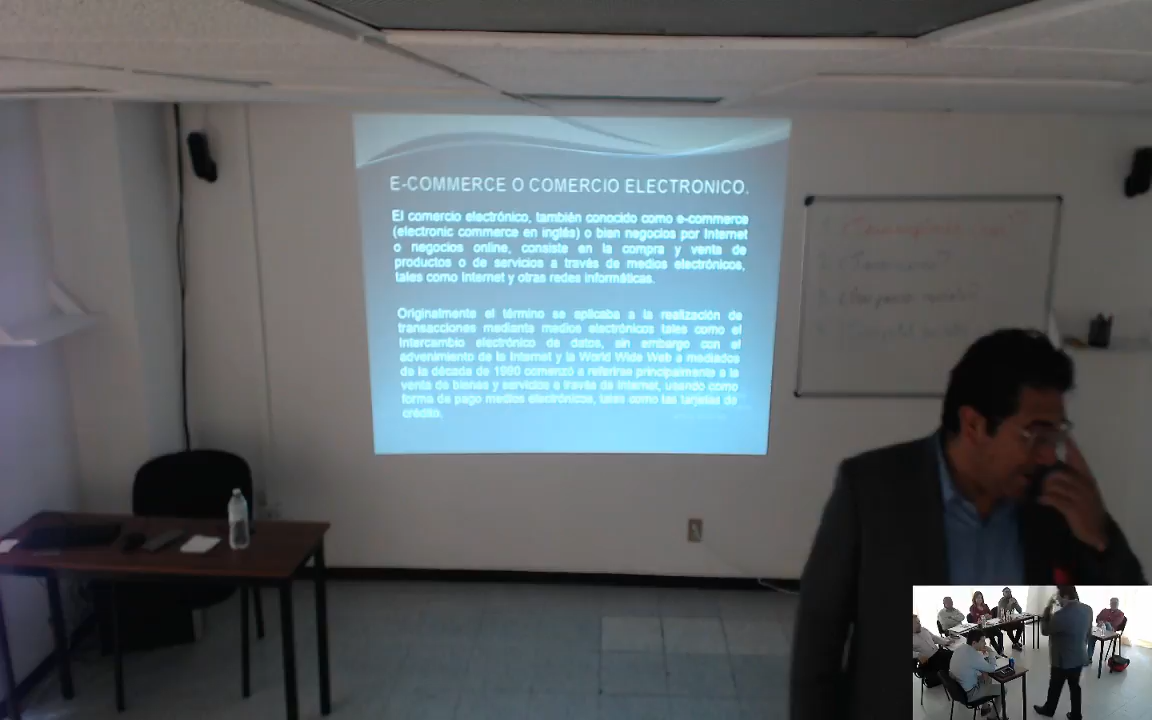 E-COMMERCE O COMERCIO ELECTRONICO.
El comercio electrónico, también conocido como e-commerce
(electronic commerce en inglés) o bien negocios por Internet
o negocios online, consiste en la compra y venta de
productos o de servicios a través de medios electrónicos,
tales como Internet y otras redes informáticas.
Originalmente el término se aplicaba a la realización de
transacciones mediante medios electrónicos tales como el
Intercambio electrónico de datos, sin embargo con el
advenimiento de la Internet y la World Wide Web a mediados
de la década de 1990 comenzó a referirse principalmente a la
venta de bienes y servicios a través de Internet, usando como
forma de pago medios electrónicos, tales como las tarjetas de
crédito.